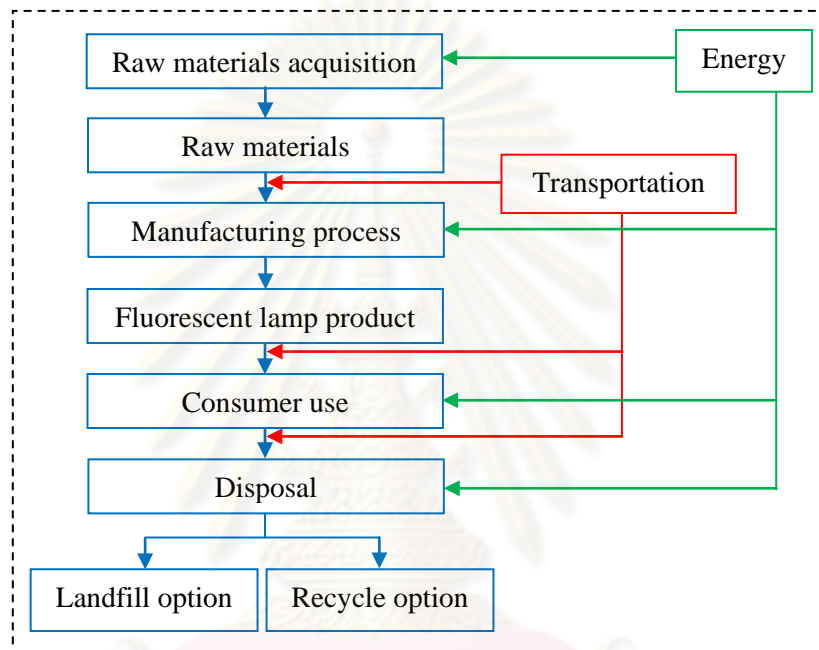 Raw materials acquisition
Energy
Raw materials
Transportation
Manufacturing process
Fluorescent lamp product
Consumer use
Disposal
Landfill option
Recycle option